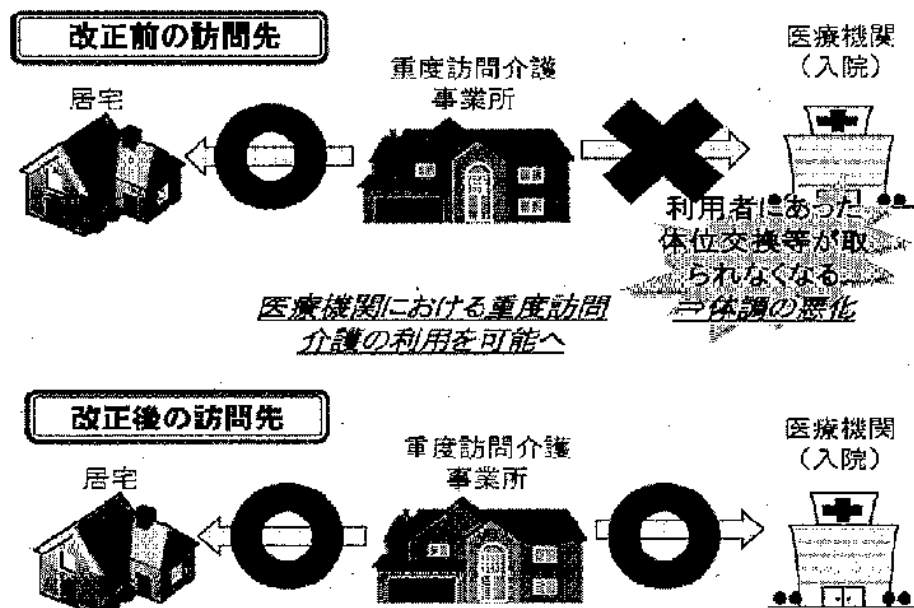 改正前の訪問先
居宅
重度訪問介護
事業所
医療機関
（入院）
利用者にあった
体位交換等が取
られなくなる
⇒体調の悪化
医療機関における重度訪問
介護の利用を可能へ
改正後の訪問先
居宅
重度訪問介護
事業所
医療機関
（入院）